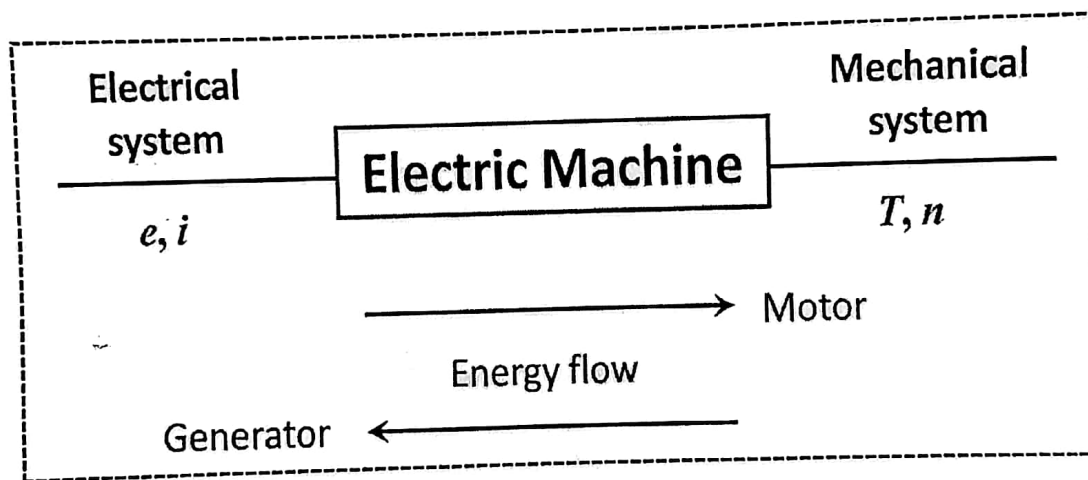 Electrical
system
Mechanical
system
Electric Machine
e, i
T, n
Motor
Energy flow
Generator